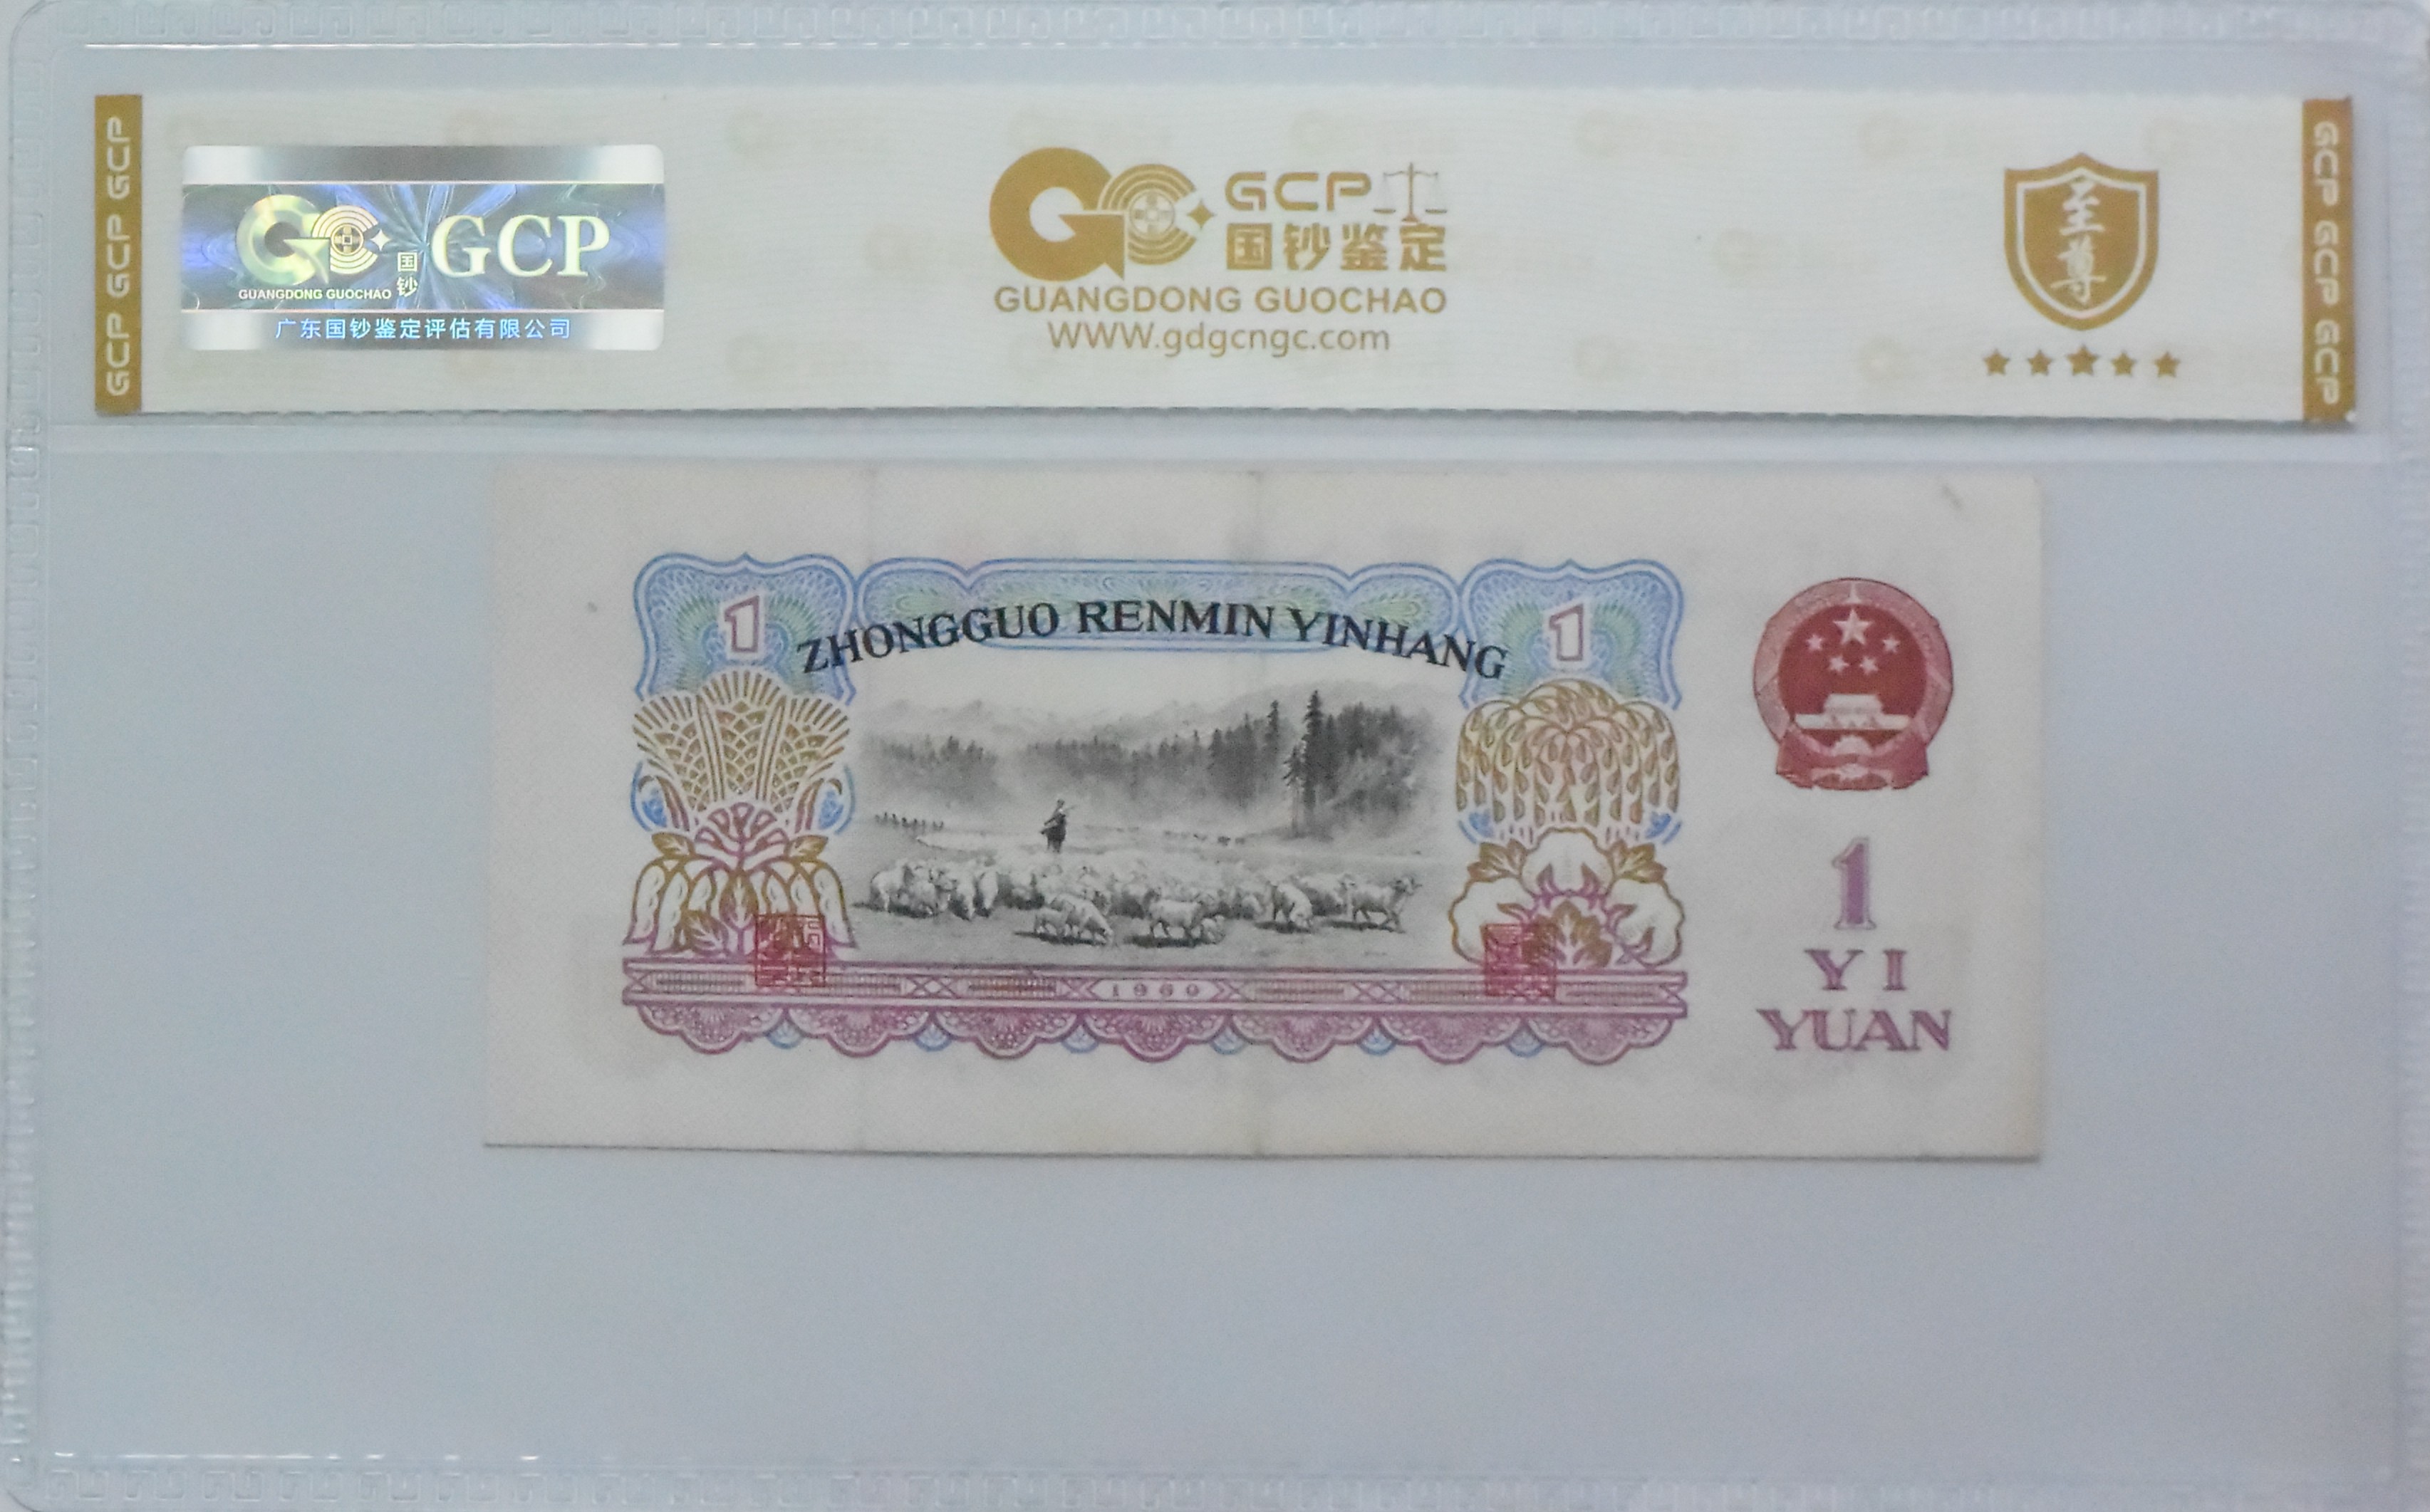 GCP GCP GCP
国钞
GCP
GUANGDONG GUOCHAO
广东国钞鉴定评估有限公司
GCP
国钞鉴定
GUANGDONG GUOCHAO
WWW.gdgcngc.com
至尊
GCP GCP GCP
1
ZHONGGUO RENMIN YINHANG
1
1960
1
YI
YUAN